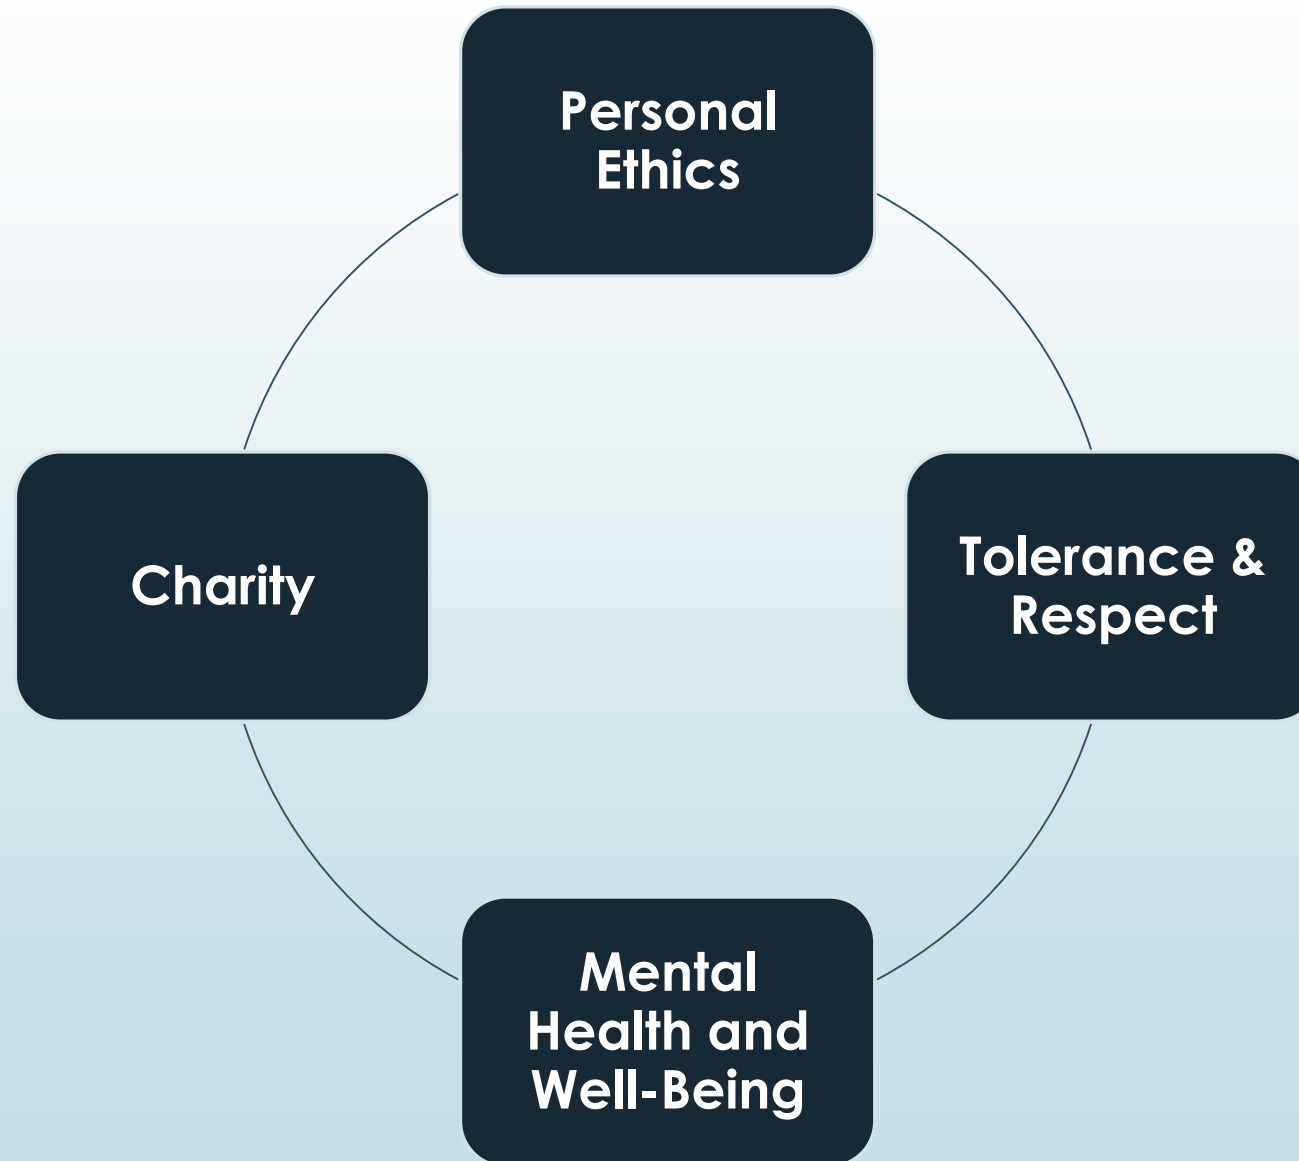 Personal
Ethics
Tolerance &
Respect
Mental
Health and
Well-Being
Charity